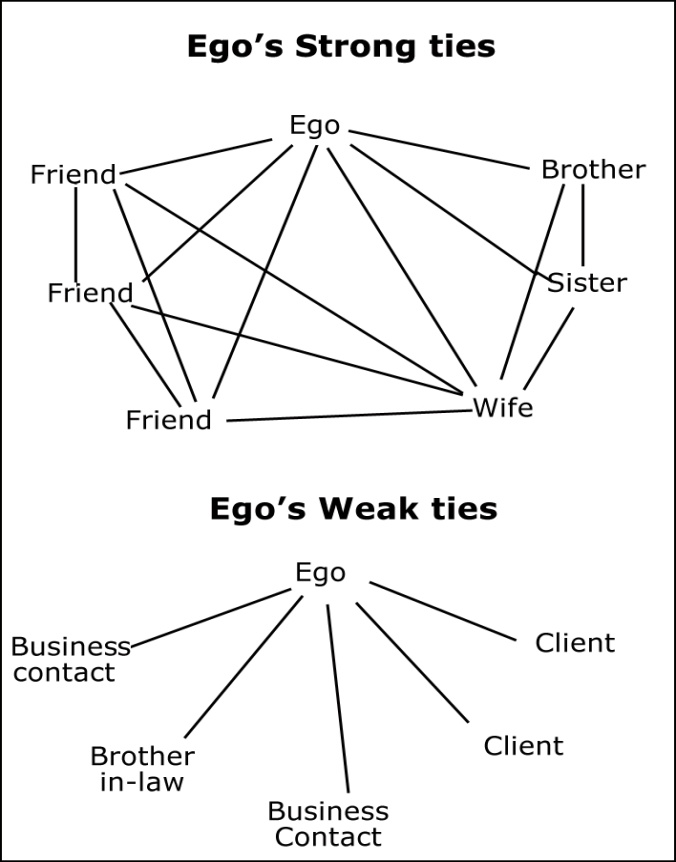 Ego’s Strong ties
Ego
Friend
Brother
Friend
Sister
Friend
Wife
Ego’s Weak ties
Ego
Business
contact
Client
Brother
in-law
Client
Business
Contact